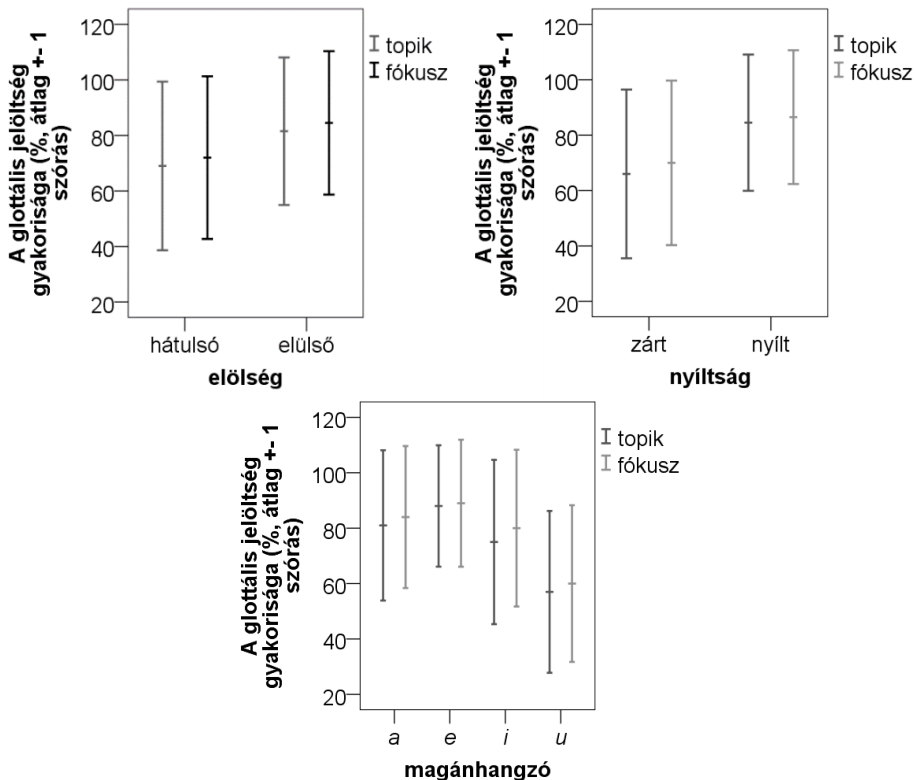 A glottális jelöltség
gyakorisága (%, átlag +- 1
szórás)
120
100
80
60
40
20
topik
fókusz
hátulsó elülső
elölség
A glottális jelöltség
gyakorisága (%, átlag +- 1
szórás)
120
100
80
60
40
20
topik
fókusz
zárt nyílt
nyíltság
A glottális jelöltség
gyakorisága (%, átlag +- 1
szórás)
120
100
80
60
40
20
topik
fókusz
a e i u
magánhangzó